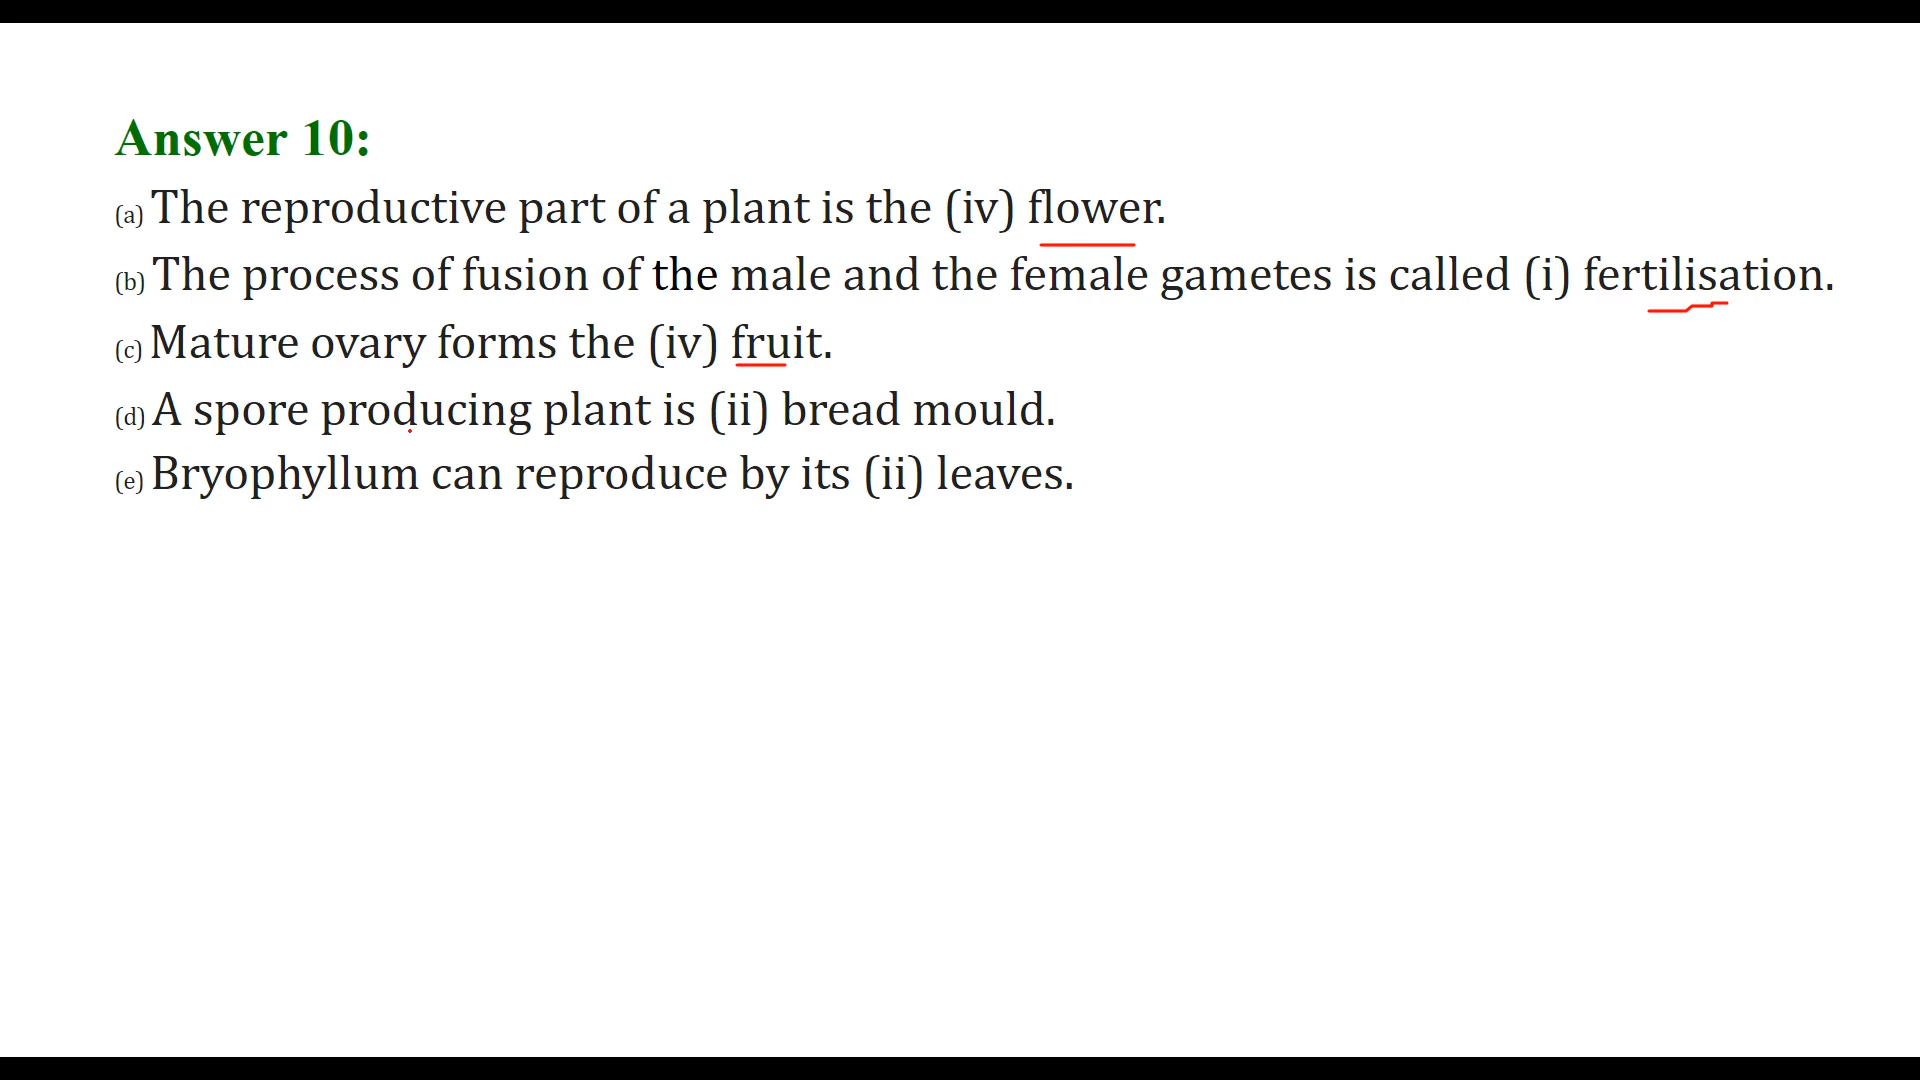 Answer 10:
(a) The reproductive part of a plant is the (iv) flower.
(b) The process of fusion of the male and the female gametes is called (i) fertilisation.
(c) Mature ovary forms the (iv) fruit.
(d) A spore producing plant is (ii) bread mould.
(e) Bryophyllum can reproduce by its (ii) leaves.